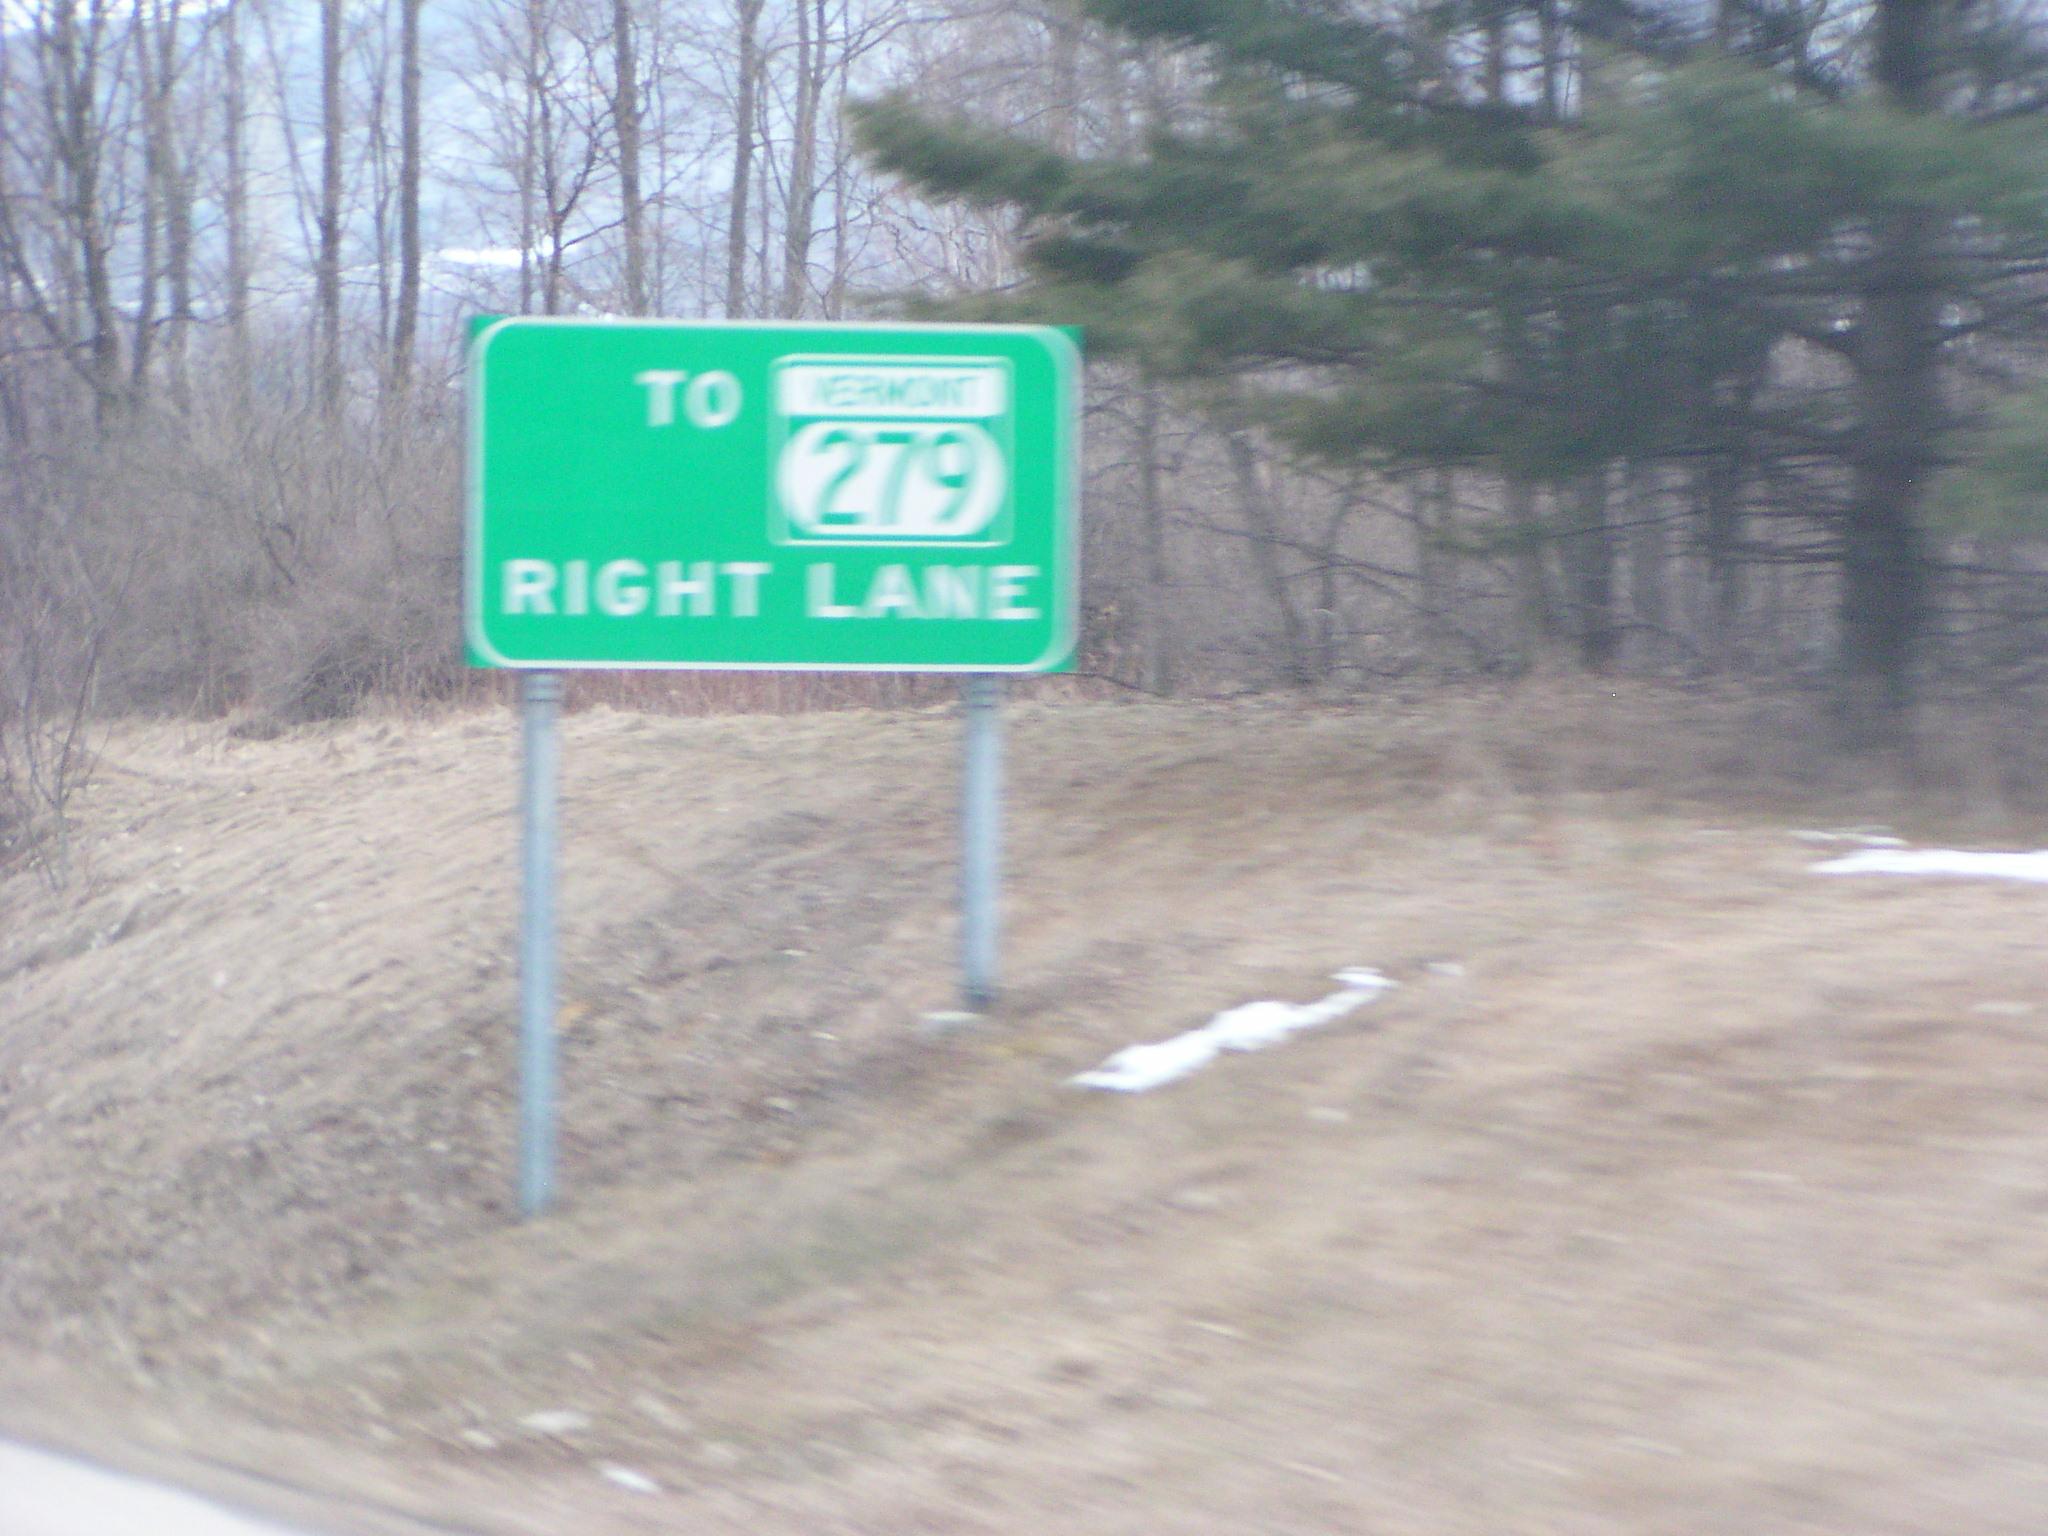 TO VERMONT
279
RIGHT LANE